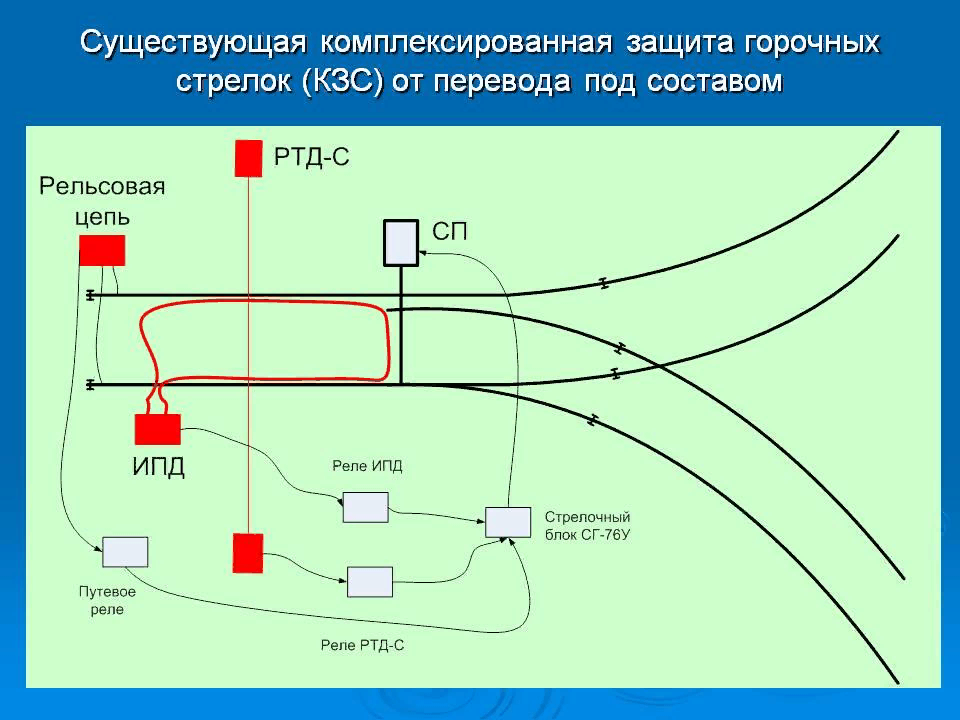 Существующая комплексированная защита горочных
стрелок (КЗС) от перевода под составом
РТД-С
Рельсовая
цепь
СП
ИПД
Реле ИПД
Стрелочный
блок СГ-76У
Путевое
реле
Реле РТД-С